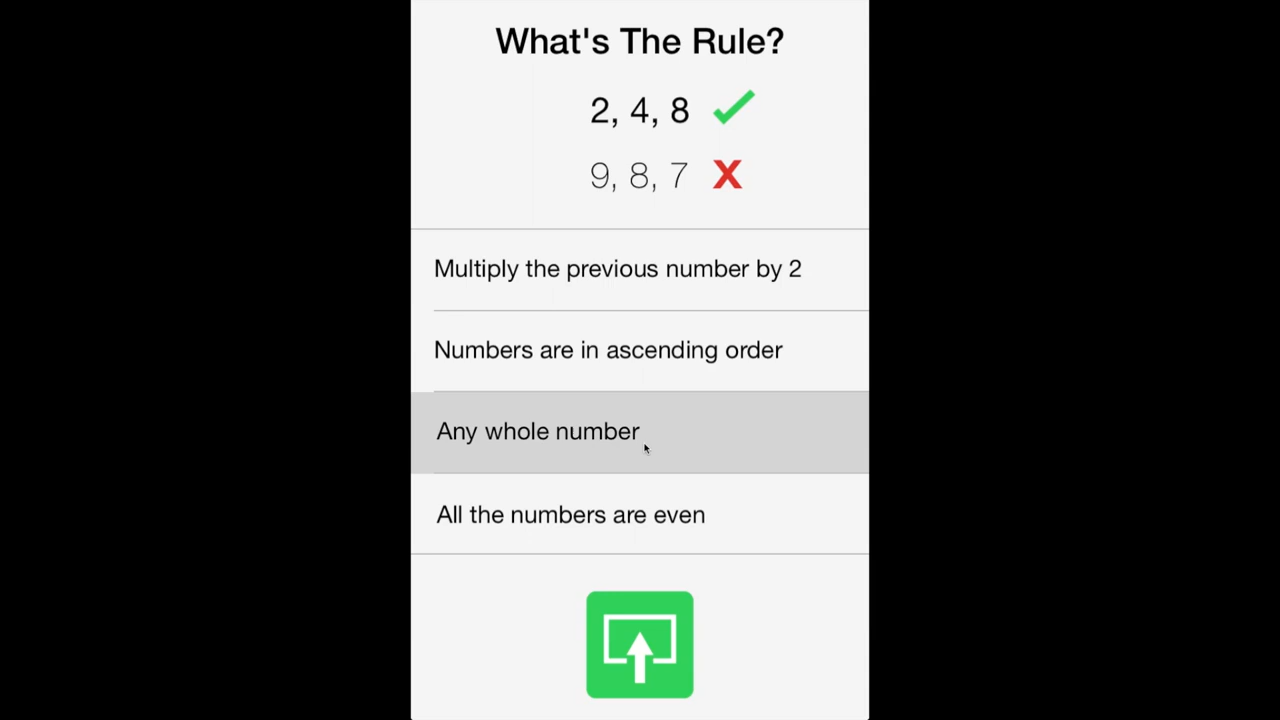 What's The Rule?
2, 4, 8
9, 8, 7 X
Multiply the previous number by 2
Numbers are in ascending order
Any whole number
All the numbers are even